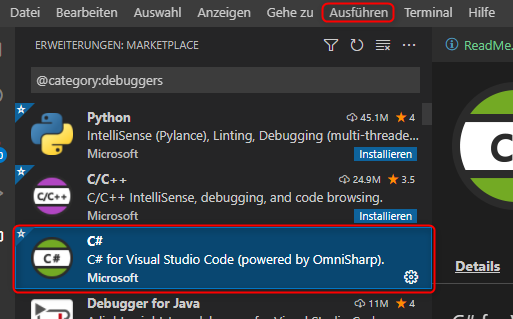 Datei Bearbeiten Auswahl Anzeigen Gehe zu Ausführen Terminal Hilfe
ERWEITERUNGEN: MARKETPLACE
ReadMe.
@category:debuggers
Python 45.1M 4
IntelliSense (Pylance), Linting, Debugging (multi-threade...
Microsoft Installieren
C/C++
C/C++ 24.9M 3.5
C/C++ IntelliSense, debugging, and code browsing.
Microsoft Installieren
C#
C#
C# for Visual Studio Code (powered by OmniSharp).
Microsoft
Details
Debugger for Java 11M 4